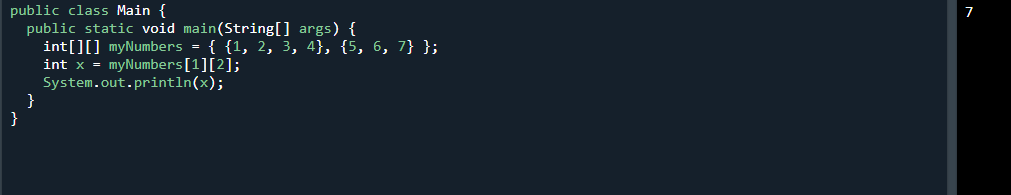 public class Main {
  public static void main(String[] args) {
    int[][] myNumbers = { {1, 2, 3, 4}, {5, 6, 7} };
    int x = myNumbers[1][2];
    System.out.println(x);
  }
}
7